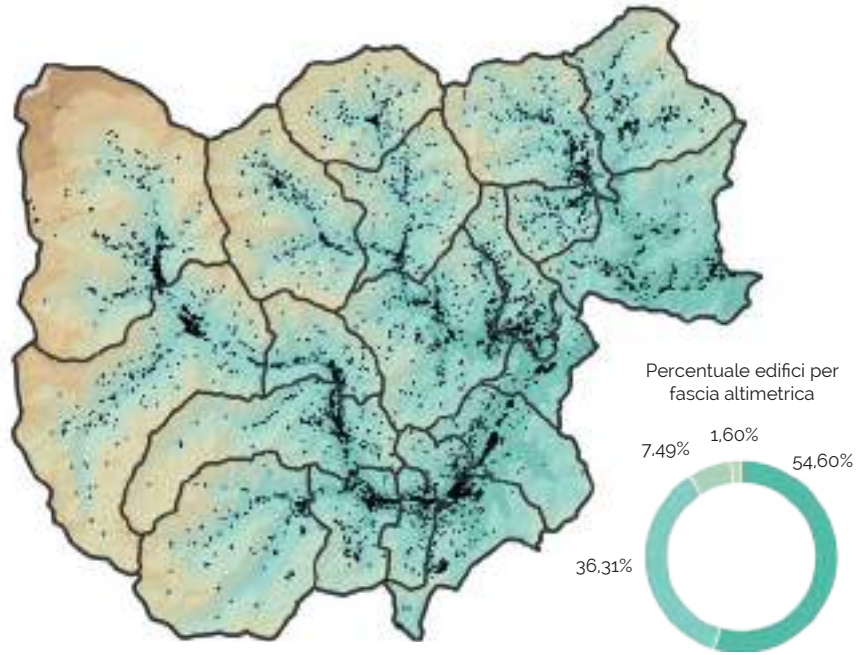 Percentuale edifici per
fascia altimetrica
7,49%
1,60%
54,60%
36,31%